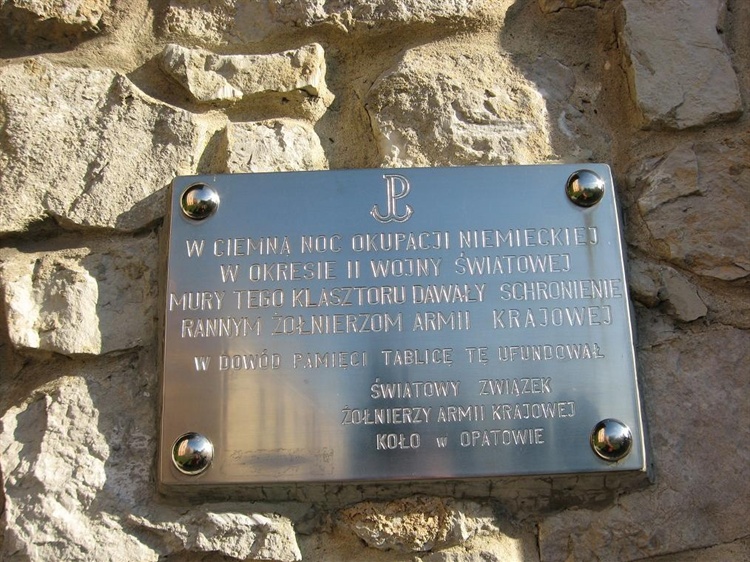 W CIEMNĄ NOC OKUPACJI NIEMIECKIEJ
W OKRESIE II WOJNY ŚWIATOWEJ
MURY TEGO KLASZTORU DAWAŁY SCHRONIENIE
RANNYM ŻOŁNIERZOM ARMII KRAJOWEJ
W DOWÓD PAMIĘCI TABLICĘ TĘ UFUNDOWAŁ
ŚWIATOWY ZWIĄZEK
ŻOŁNIERZY ARMII KRAJOWEJ
KOŁO w OPATOWIE